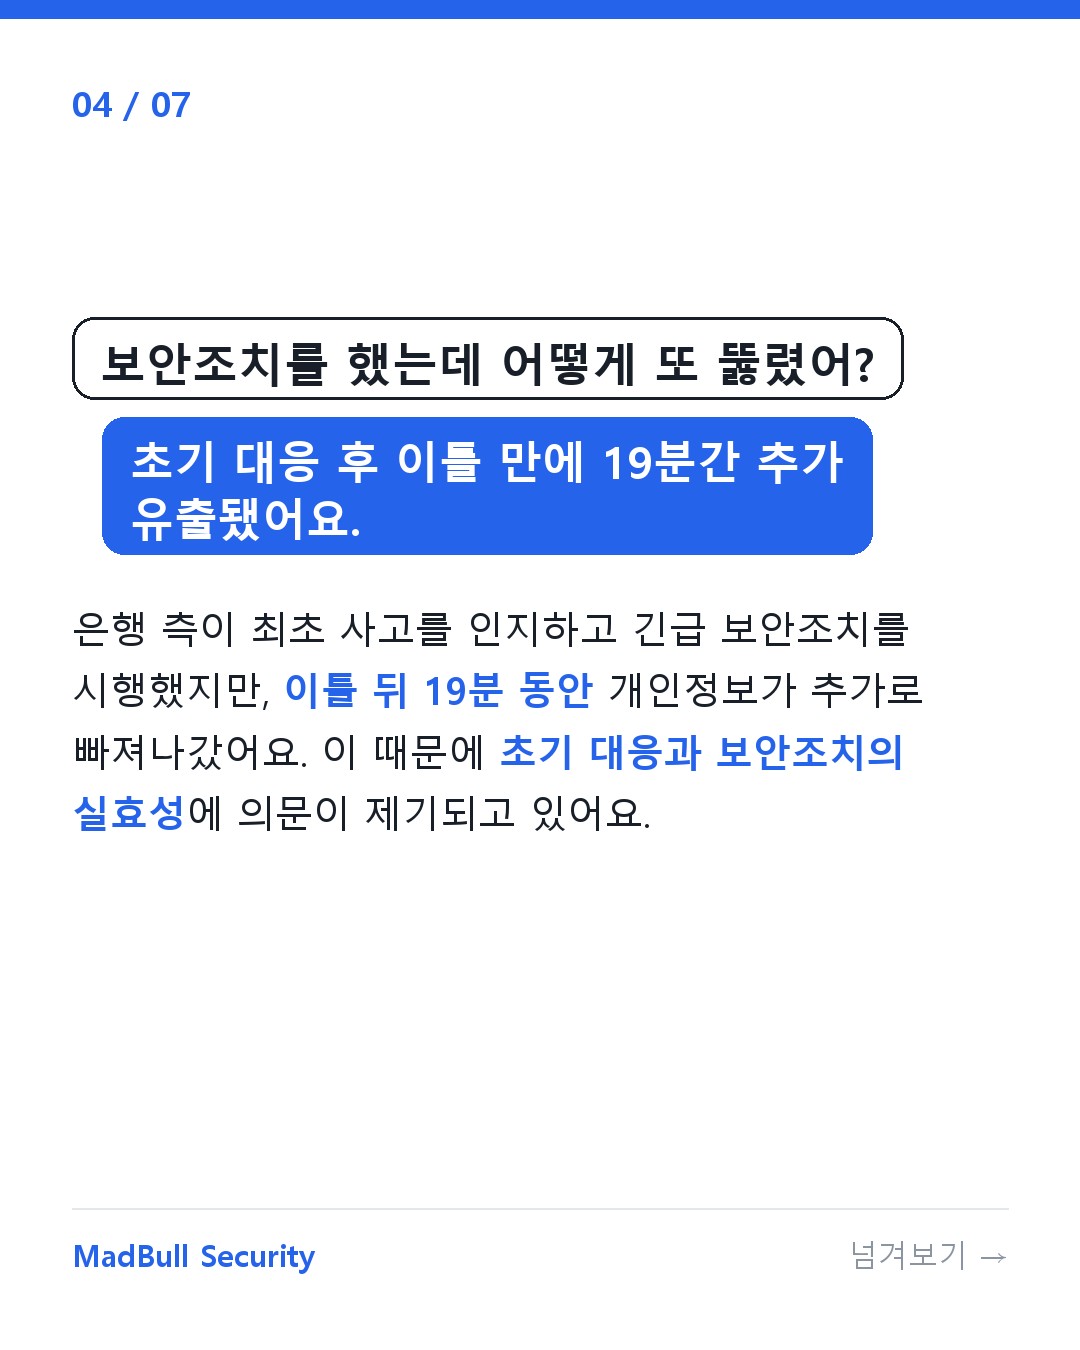 04 / 07
보안조치를 했는데 어떻게 또 뚫렸어?
초기 대응 후 이틀 만에 19분간 추가
유출됐어요.
은행 측이 최초 사고를 인지하고 긴급 보안조치를
시행했지만, 이틀 뒤 19분 동안 개인정보가 추가로
빠져나갔어요. 이 때문에 초기 대응과 보안조치의
실효성에 의문이 제기되고 있어요.
MadBull Security
넘겨보기 →